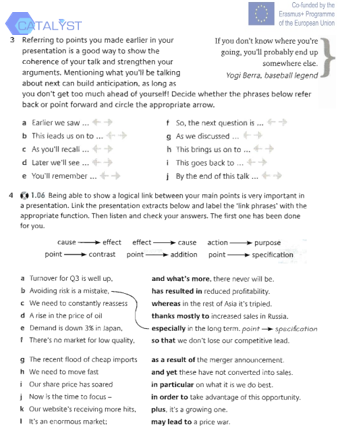 CATALYST
Co-funded by the
Erasmus+ Programme
of the European Union
3 Referring to points you made earlier in your
presentation is a good way to show the
coherence of your talk and strengthen your
arguments. Mentioning what you'll be talking
about next can build anticipation, as long as
you don't get too much ahead of yourself! Decide whether the phrases below refer
back or point forward and circle the appropriate arrow.
If you don't know where you're
going, you'll probably end up
somewhere else.
Yogi Berra, baseball legend
a Earlier we saw ... ← →
b This leads us on to ... ← →
c As you'll recall ... ← →
d Later we'll see ... ← →
e You'll remember ... ← →
f So, the next question is ... ← →
g As we discussed ... ← →
h This brings us on to ... ← →
i This goes back to ... ← →
j By the end of this talk ... ← →
4 1.06 Being able to show a logical link between your main points is very important in
a presentation. Link the presentation extracts below and label the 'link phrases' with the
appropriate function. Then listen and check your answers. The first one has been done
for you.
cause → effect effect → cause action → purpose
point → contrast point → addition point → specification
a Turnover for Q3 is well up, and what's more, there never will be.
b Avoiding risk is a mistake, has resulted in reduced profitability.
c We need to constantly reassess whereas in the rest of Asia it's tripled.
d A rise in the price of oil thanks mostly to increased sales in Russia.
e Demand is down 3% in Japan, especially in the long term. point → specification
f There's no market for low quality, so that we don't lose our competitive lead.
g The recent flood of cheap imports as a result of the merger announcement.
h We need to move fast and yet these have not converted into sales.
i Our share price has soared in particular on what it is we do best.
j Now is the time to focus – in order to take advantage of this opportunity.
k Our website's receiving more hits, plus, it's a growing one.
l It's an enormous market; may lead to a price war.